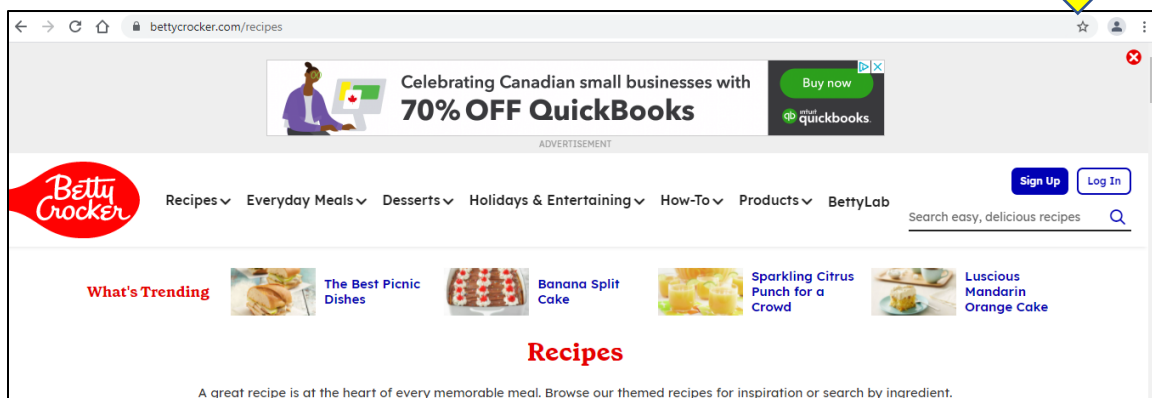 bettycrocker.com/recipes
Celebrating Canadian small businesses with
70% OFF QuickBooks
Buy now
qb intuit quickbooks.
ADVERTISEMENT
Betty Crocker
Sign Up Log In
Recipes Everyday Meals Desserts Holidays & Entertaining How-To Products BettyLab
Search easy, delicious recipes
What's Trending
The Best Picnic
Dishes
Banana Split
Cake
Sparkling Citrus
Punch for a
Crowd
Luscious
Mandarin
Orange Cake
Recipes
A great recipe is at the heart of every memorable meal. Browse our themed recipes for inspiration or search by ingredient.